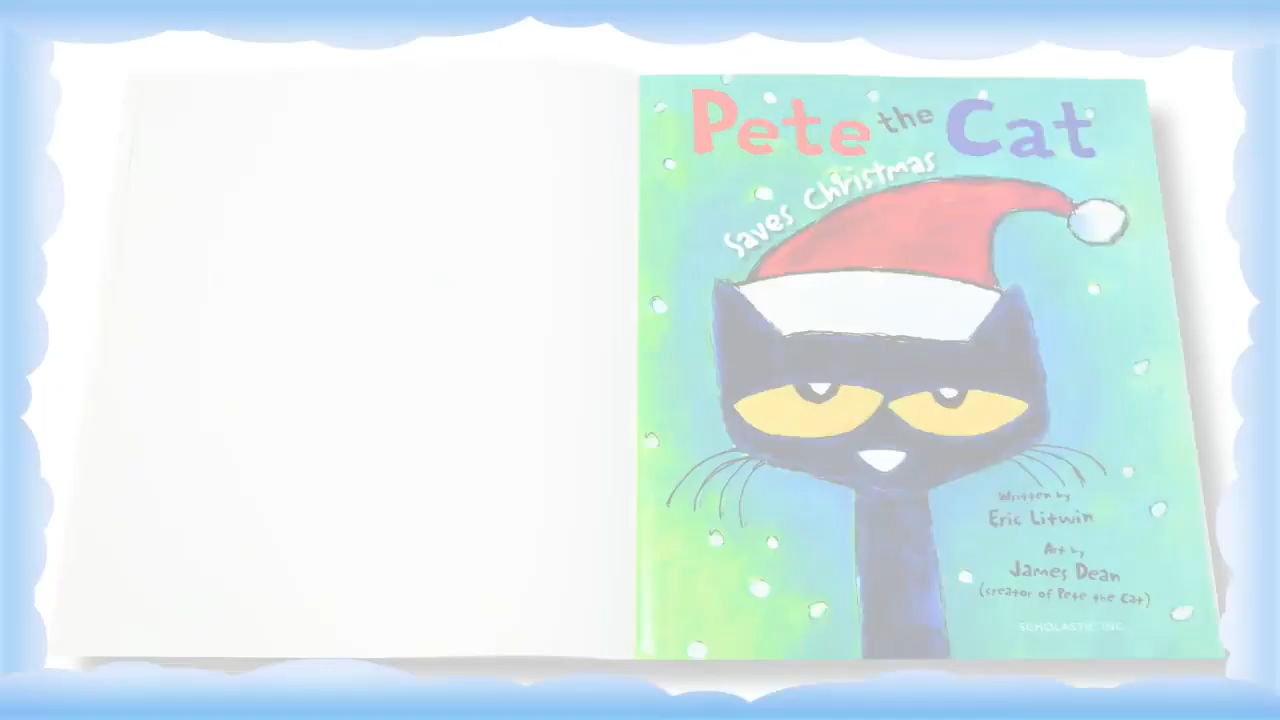 Pete the Cat
Saves Christmas
Written by
Eric Litwin
Art by
James Dean
(creator of Pete the Cat)
SCHOLASTIC INC.